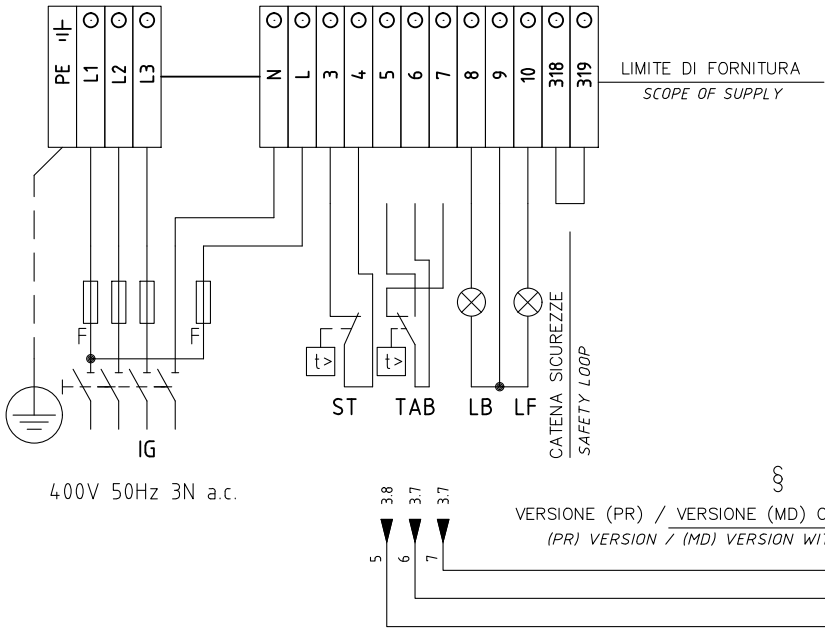 PE L1 L2 L3 N L 3 4 5 6 7 8 9 10 318 319
LIMITE DI FORNITURA
SCOPE OF SUPPLY
F F
t> t>
CATENA SICUREZZE
SAFETY LOOP
ST TAB LB LF
IG
400V 50Hz 3N a.c.
3.8 3.7 3.7
5 6 7
§
VERSIONE (PR) / VERSIONE (MD) C
(PR) VERSION / (MD) VERSION WIT